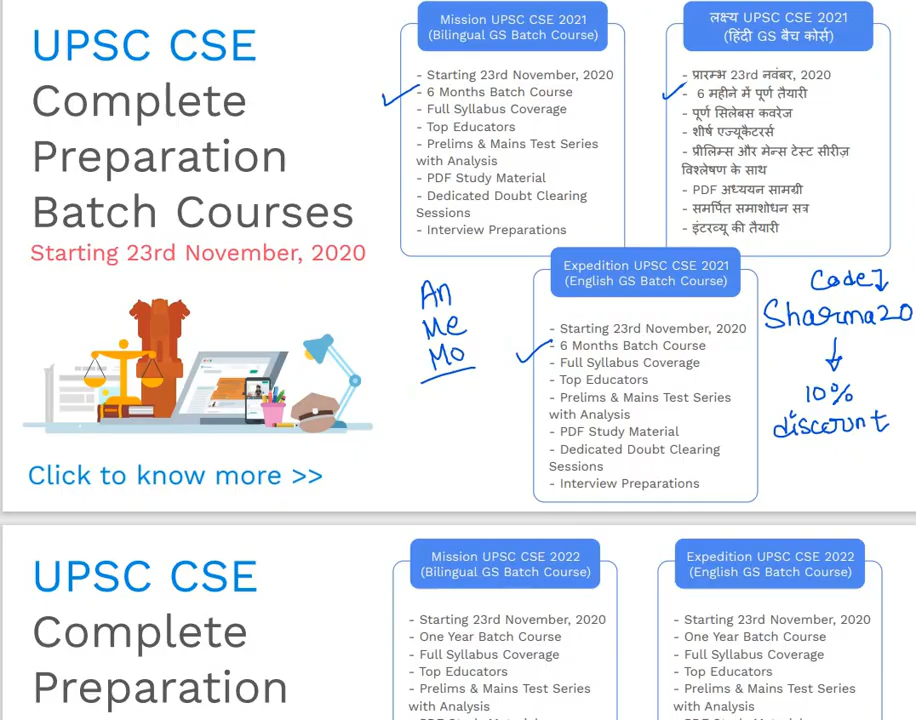 UPSC CSE
Complete
Preparation
Batch Courses
Starting 23rd November, 2020
Click to know more >>
Mission UPSC CSE 2021
(Bilingual GS Batch Course)
- Starting 23rd November, 2020
- 6 Months Batch Course
- Full Syllabus Coverage
- Top Educators
- Prelims & Mains Test Series
with Analysis
- PDF Study Material
- Dedicated Doubt Clearing
Sessions
- Interview Preparations
लक्ष्य UPSC CSE 2021
(हिंदी GS बैच कोर्स)
- प्रारम्भ 23rd नवंबर, 2020
- 6 महीने में पूर्ण तैयारी
- पूर्ण सिलेबस कवरेज
- शीर्ष एज्यूकैटरर्स
- प्रीलिम्स और मेन्स टेस्ट सीरीज़
विश्लेषण के साथ
- PDF अध्ययन सामग्री
- समर्पित समाशोधन सत्र
- इंटरव्यू की तैयारी
An
Me
Mo
Expedition UPSC CSE 2021
(English GS Batch Course)
- Starting 23rd November, 2020
- 6 Months Batch Course
- Full Syllabus Coverage
- Top Educators
- Prelims & Mains Test Series
with Analysis
- PDF Study Material
- Dedicated Doubt Clearing
Sessions
- Interview Preparations
Code
Sharma20
10%
discount
UPSC CSE
Complete
Preparation
Mission UPSC CSE 2022
(Bilingual GS Batch Course)
- Starting 23rd November, 2020
- One Year Batch Course
- Full Syllabus Coverage
- Top Educators
- Prelims & Mains Test Series
with Analysis
Expedition UPSC CSE 2022
(English GS Batch Course)
- Starting 23rd November, 2020
- One Year Batch Course
- Full Syllabus Coverage
- Top Educators
- Prelims & Mains Test Series
with Analysis